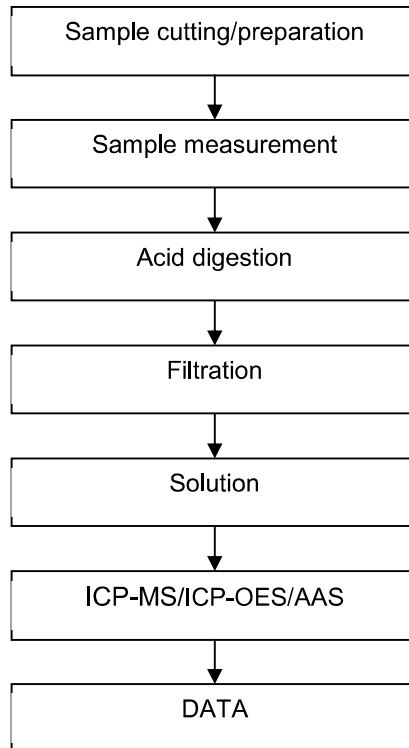 Sample cutting/preparation
Sample measurement
Acid digestion
Filtration
Solution
ICP-MS/ICP-OES/AAS
DATA